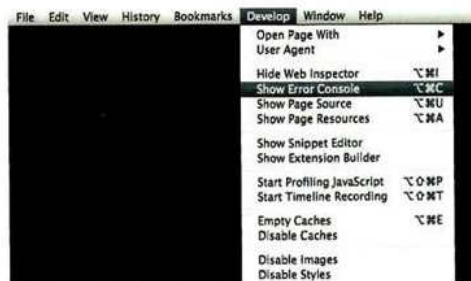 File Edit View History Bookmarks Develop Window Help
Open Page With ▶
User Agent ▶
Hide Web Inspector ⌥⌘I
Show Error Console ⌥⌘C
Show Page Source ⌥⌘U
Show Page Resources ⌥⌘A
Show Snippet Editor
Show Extension Builder
Start Profiling JavaScript ⌥⇧⌘P
Start Timeline Recording ⌥⇧⌘T
Empty Caches ⌥⌘E
Disable Caches
Disable Images
Disable Styles